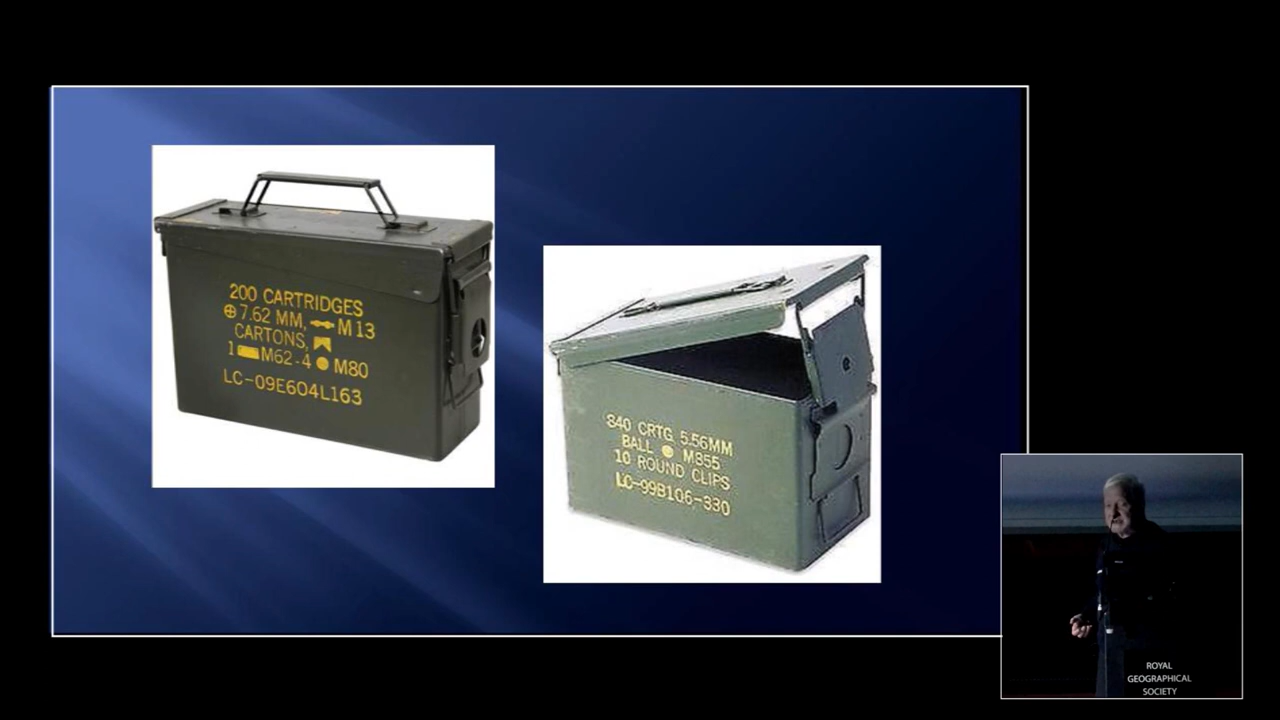 200 CARTRIDGES
7.62 MM, M13
CARTONS,
1 M62-4 M80
LC-09E604L163
840 CRTG 5.56MM
BALL M855
10 ROUND CLIPS
LC-99B106-330
ROYAL
GEOGRAPHICAL
SOCIETY